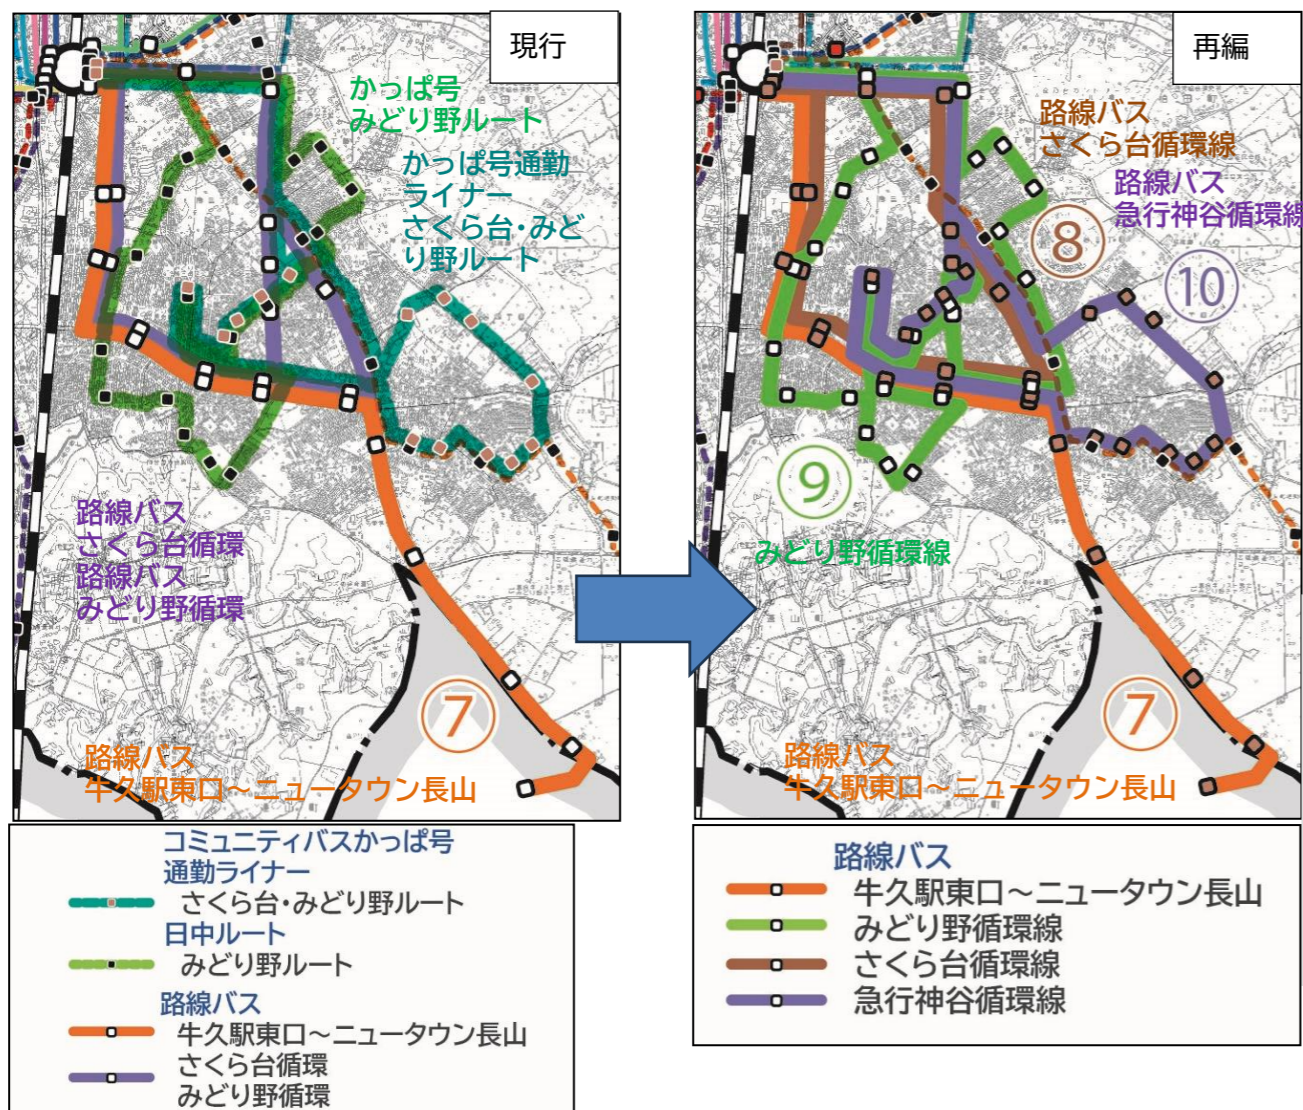 現行
かっぱ号
みどり野ルート
かっぱ号通勤
ライナー
さくら台・みど
り野ルート
路線バス
さくら台循環
路線バス
みどり野循環
⑦
路線バス
牛久駅東口～ニュータウン長山
コミュニティバスかっぱ号
通勤ライナー
さくら台・みどり野ルート
日中ルート
みどり野ルート
路線バス
牛久駅東口～ニュータウン長山
さくら台循環
みどり野循環
再編
路線バス
さくら台循環線
路線バス
急行神谷循環線
⑧
⑩
⑨
みどり野循環線
⑦
路線バス
牛久駅東口～ニュータウン長山
路線バス
牛久駅東口～ニュータウン長山
みどり野循環線
さくら台循環線
急行神谷循環線